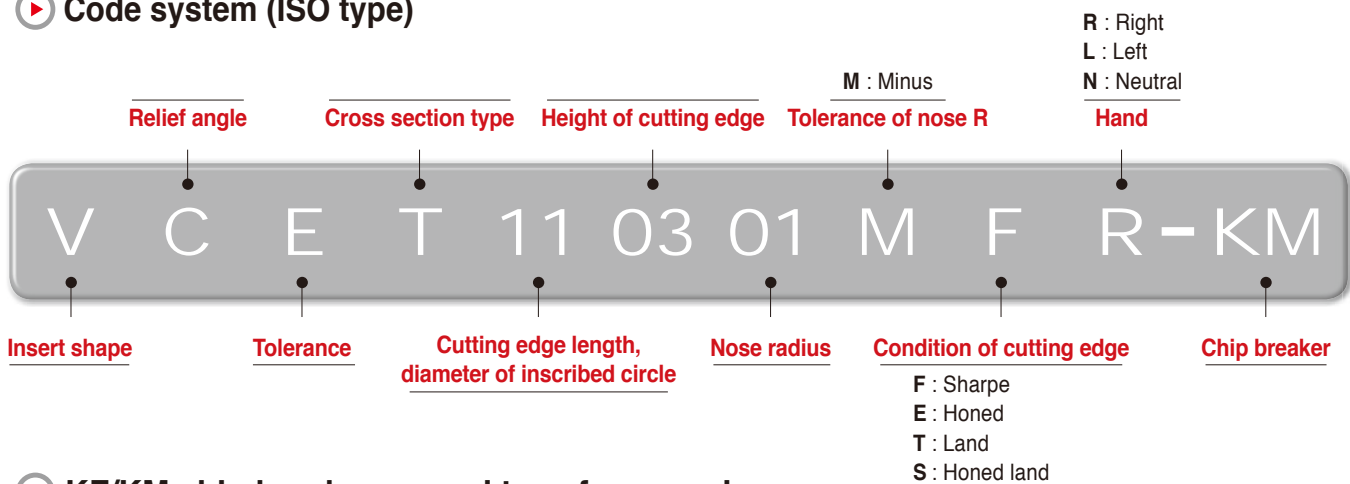 Code system (ISO type)
R : Right
L : Left
N : Neutral
M : Minus
Relief angle
Cross section type
Height of cutting edge
Tolerance of nose R
Hand
V C E T 11 03 01 M F R-KM
Insert shape
Tolerance
Cutting edge length,
diameter of inscribed circle
Nose radius
Condition of cutting edge
Chip breaker
F : Sharpe
E : Honed
T : Land
S : Honed land